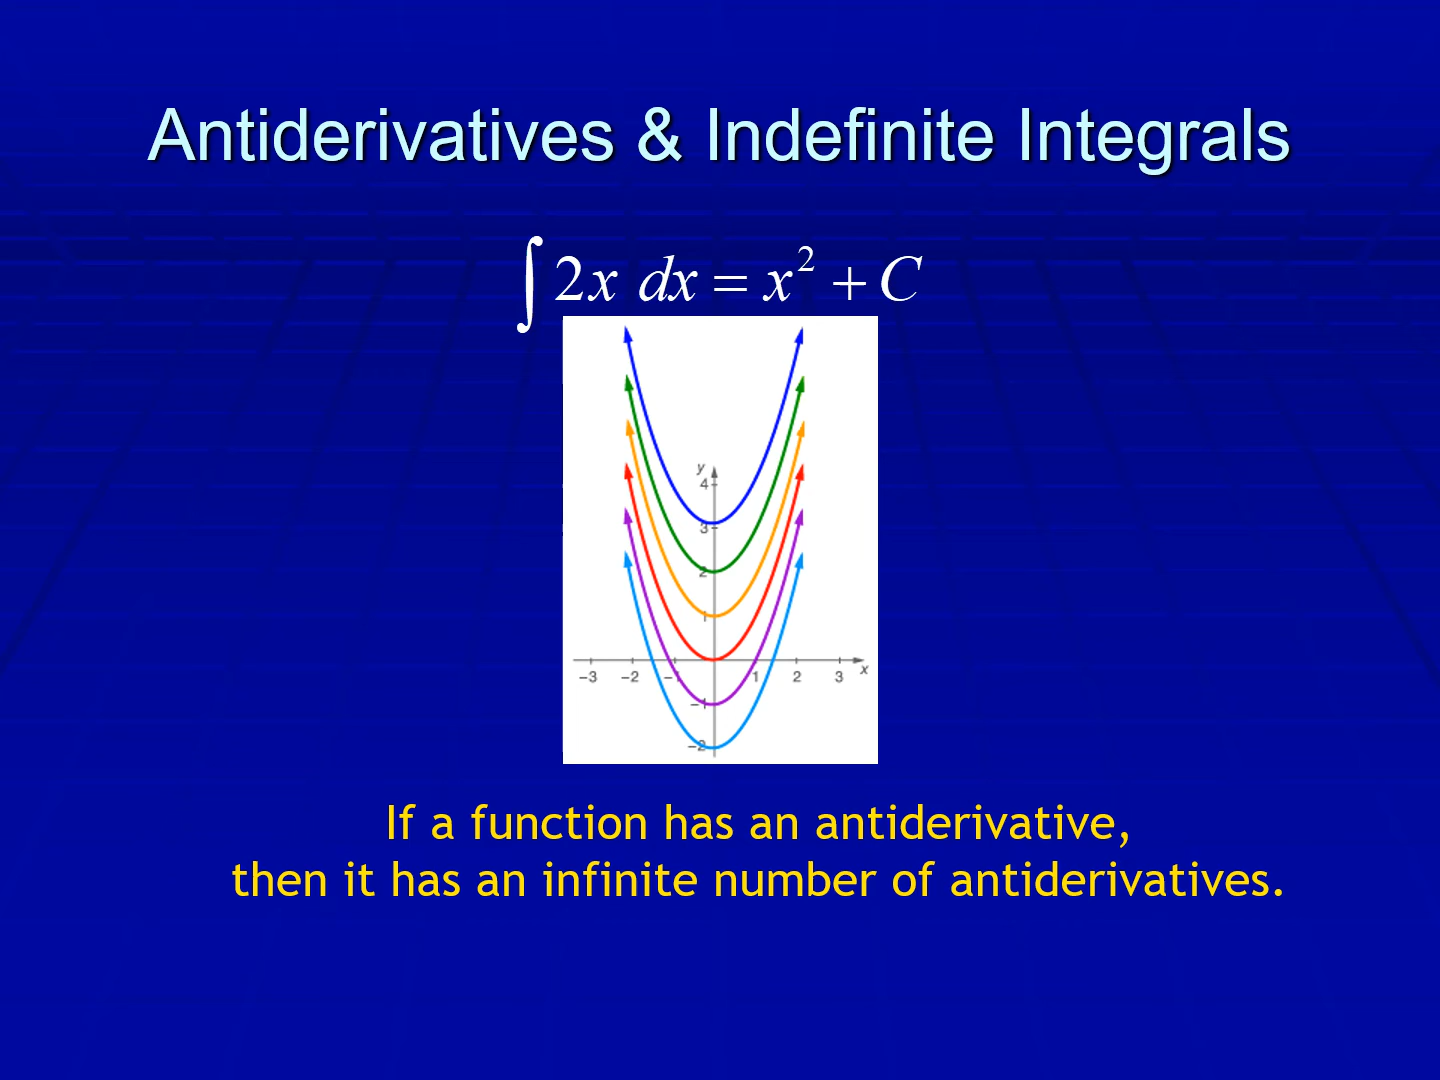 Antiderivatives & Indefinite Integrals
∫ 2x dx = x² + C
y
4
3
2
1
−3 −2 −1 1 2 3 x
−1
−2
If a function has an antiderivative,
then it has an infinite number of antiderivatives.